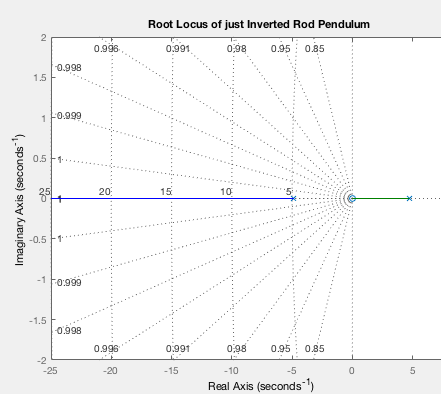 Root Locus of just Inverted Rod Pendulum
2
0.996 0.991 0.98 0.95 0.85
0.998
1.5
1
0.999
0.5
1
25 20 15 10 5
0 1
-0.5
1
-1
0.999
-1.5
0.998
0.996 0.991 0.98 0.95 0.85
-2
-25 -20 -15 -10 -5 0 5
Imaginary Axis (seconds⁻¹)
Real Axis (seconds⁻¹)